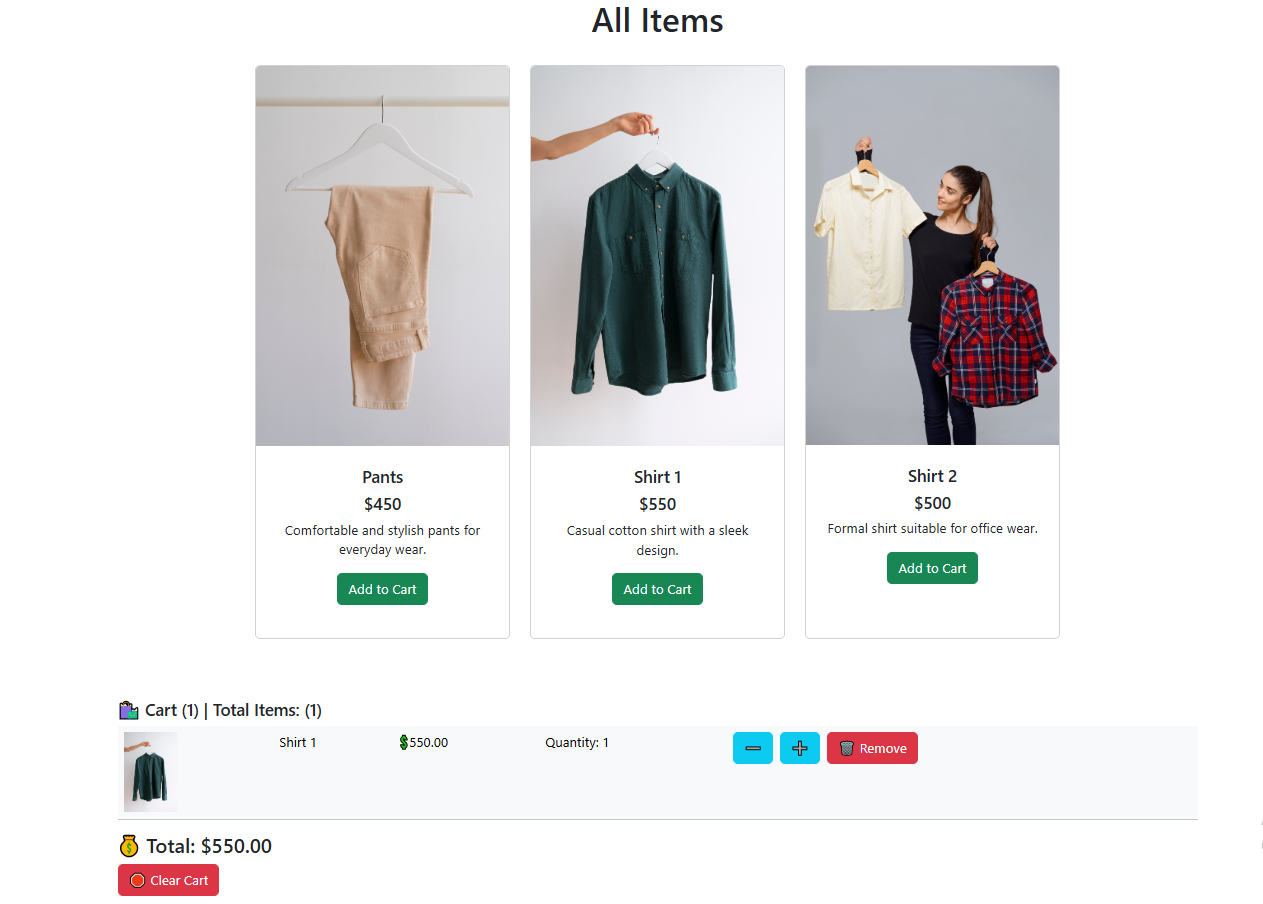 All Items
Pants
$450
Comfortable and stylish pants for
everyday wear.
Add to Cart
Shirt 1
$550
Casual cotton shirt with a sleek
design.
Add to Cart
Shirt 2
$500
Formal shirt suitable for office wear.
Add to Cart
Cart (1) | Total Items: (1)
Shirt 1 💲550.00 Quantity: 1 ➖ ➕ 🗑️ Remove
Total: $550.00
Clear Cart